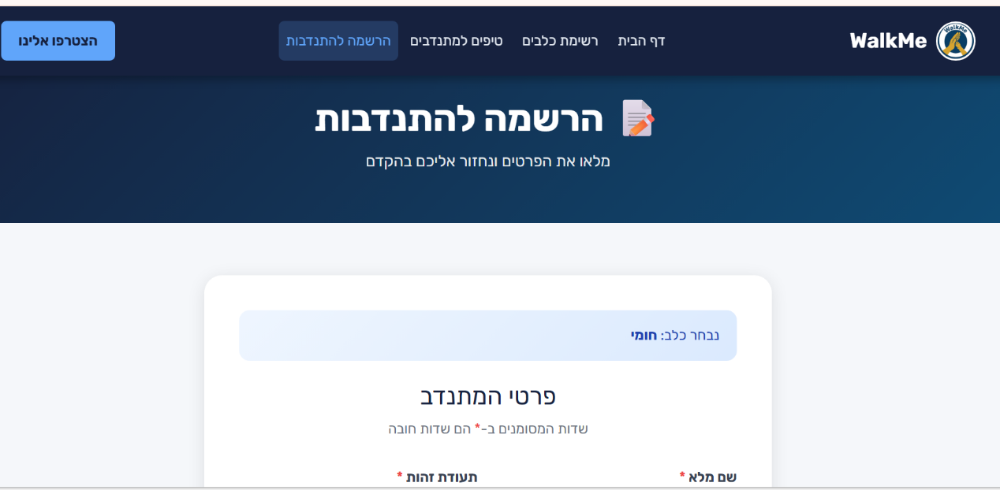 WalkMe
דף הבית
רשימת כלבים
טיפים למתנדבים
הרשמה להתנדבות
הצטרפו אלינו
הרשמה להתנדבות
מלאו את הפרטים ונחזור אליכם בהקדם
נבחר כלב: חומי
פרטי המתנדב
שדות המסומנים ב-* הם שדות חובה
שם מלא *
תעודת זהות *